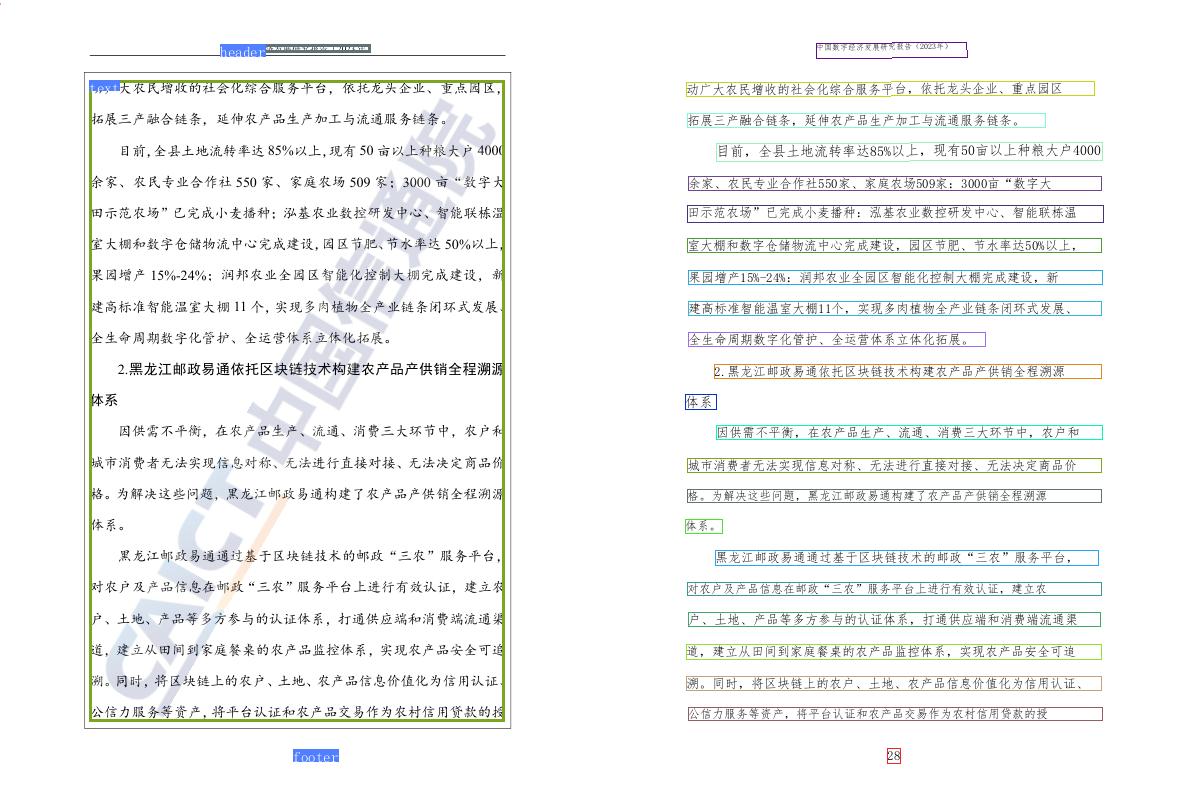 header
text大农民增收的社会化综合服务平台，依托龙头企业、重点园区，
拓展三产融合链条，延伸农产品生产加工与流通服务链条。
目前,全县土地流转率达 85%以上,现有 50 亩以上种粮大户 4000
余家、农民专业合作社 550 家、家庭农场 509 家；3000 亩“数字大
田示范农场”已完成小麦播种；泓基农业数控研发中心、智能联栋温
室大棚和数字仓储物流中心完成建设,园区节肥、节水率达 50%以上,
果园增产 15%-24%；润邦农业全园区智能化控制大棚完成建设，新
建高标准智能温室大棚 11 个，实现多肉植物全产业链条闭环式发展、
全生命周期数字化管护、全运营体系立体化拓展。
2.黑龙江邮政易通依托区块链技术构建农产品产供销全程溯源
体系
因供需不平衡，在农产品生产、流通、消费三大环节中，农户和
城市消费者无法实现信息对称、无法进行直接对接、无法决定商品价
格。为解决这些问题，黑龙江邮政易通构建了农产品产供销全程溯源
体系。
黑龙江邮政易通通过基于区块链技术的邮政“三农”服务平台，
对农户及产品信息在邮政“三农”服务平台上进行有效认证，建立农
户、土地、产品等多方参与的认证体系，打通供应端和消费端流通渠
道，建立从田间到家庭餐桌的农产品监控体系，实现农产品安全可追
溯。同时，将区块链上的农户、土地、农产品信息价值化为信用认证、
公信力服务等资产，将平台认证和农产品交易作为农村信用贷款的授
CAICT 中国信通院
footer
中国数字经济发展研究报告（2023年）
动广大农民增收的社会化综合服务平台，依托龙头企业、重点园区
拓展三产融合链条，延伸农产品生产加工与流通服务链条。
目前，全县土地流转率达85%以上，现有50亩以上种粮大户4000
余家、农民专业合作社550家、家庭农场509家：3000亩“数字大
田示范农场”已完成小麦播种：泓基农业数控研发中心、智能联栋温
室大棚和数字仓储物流中心完成建设，园区节肥、节水率达50%以上，
果园增产15%-24%：润邦农业全园区智能化控制大棚完成建设，新
建高标准智能温室大棚11个，实现多肉植物全产业链条闭环式发展、
全生命周期数字化管护、全运营体系立体化拓展。
2.黑龙江邮政易通依托区块链技术构建农产品产供销全程溯源
体系
因供需不平衡，在农产品生产、流通、消费三大环节中，农户和
城市消费者无法实现信息对称、无法进行直接对接、无法决定商品价
格。为解决这些问题，黑龙江邮政易通构建了农产品产供销全程溯源
体系。
黑龙江邮政易通通过基于区块链技术的邮政“三农”服务平台，
对农户及产品信息在邮政“三农”服务平台上进行有效认证，建立农
户、土地、产品等多方参与的认证体系，打通供应端和消费端流通渠
道，建立从田间到家庭餐桌的农产品监控体系，实现农产品安全可追
溯。同时，将区块链上的农户、土地、农产品信息价值化为信用认证、
公信力服务等资产，将平台认证和农产品交易作为农村信用贷款的授
28